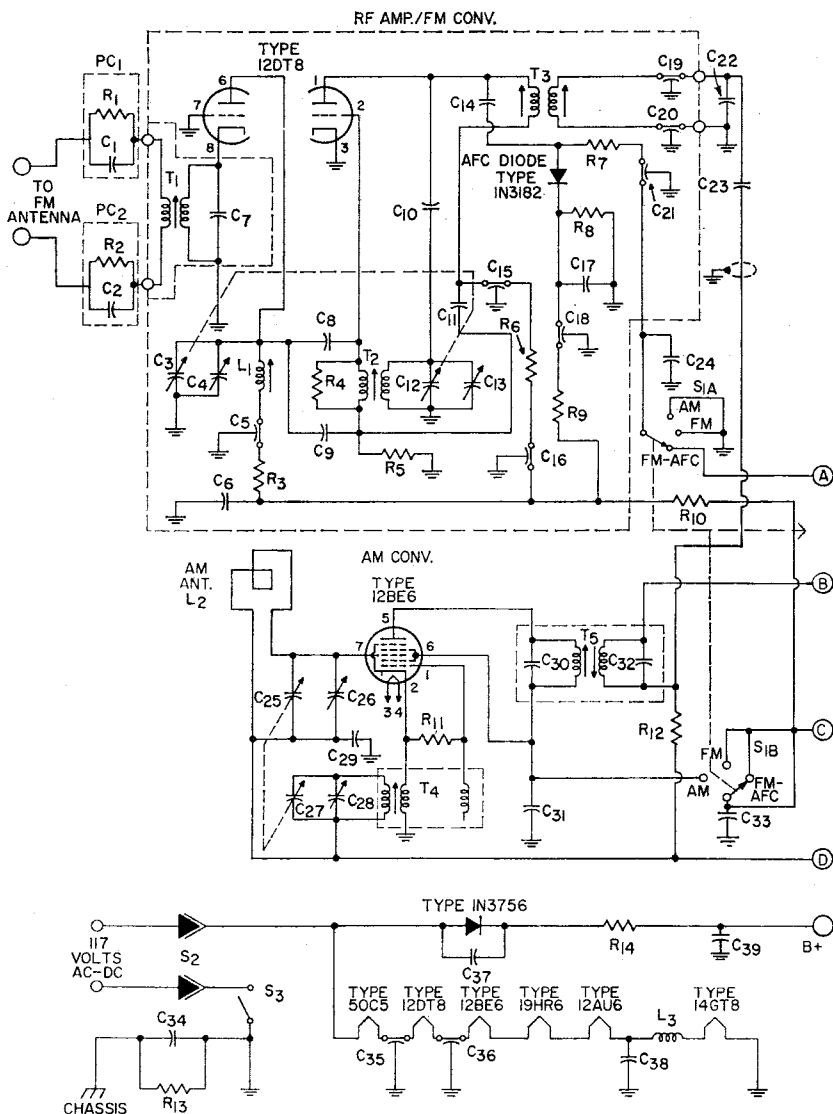 RF AMP./FM CONV.
PC1
R1
C1
TO
FM
ANTENNA
PC2
R2
C2
T1
TYPE
12DT8
6
7
8
C7
1
2
3
C14
T3
C19
C22
C20
AFC DIODE
TYPE
1N3182
R7
C21
C23
C10
R8
C17
C15
C11
R6
C18
C24
S1A
AM
FM
FM-AFC
A
C3
C4
L1
C8
R4
T2
C12
C13
R9
C5
C9
R5
C16
R3
C6
R10
AM
ANT.
L2
AM CONV.
TYPE
12BE6
5
7
6
1
2
3 4
B
T5
C30
C32
C25
C26
R11
R12
C29
FM
S1B
C
AM
FM-
AFC
C27
C28
T4
C31
C33
D
117
VOLTS
AC-DC
S2
TYPE 1N3756
R14
C39
B+
C37
S3
TYPE
50C5
TYPE
12DT8
TYPE
12BE6
TYPE
19HR6
TYPE
12AU6
L3
TYPE
14GT8
C34
C35
C36
C38
R13
CHASSIS